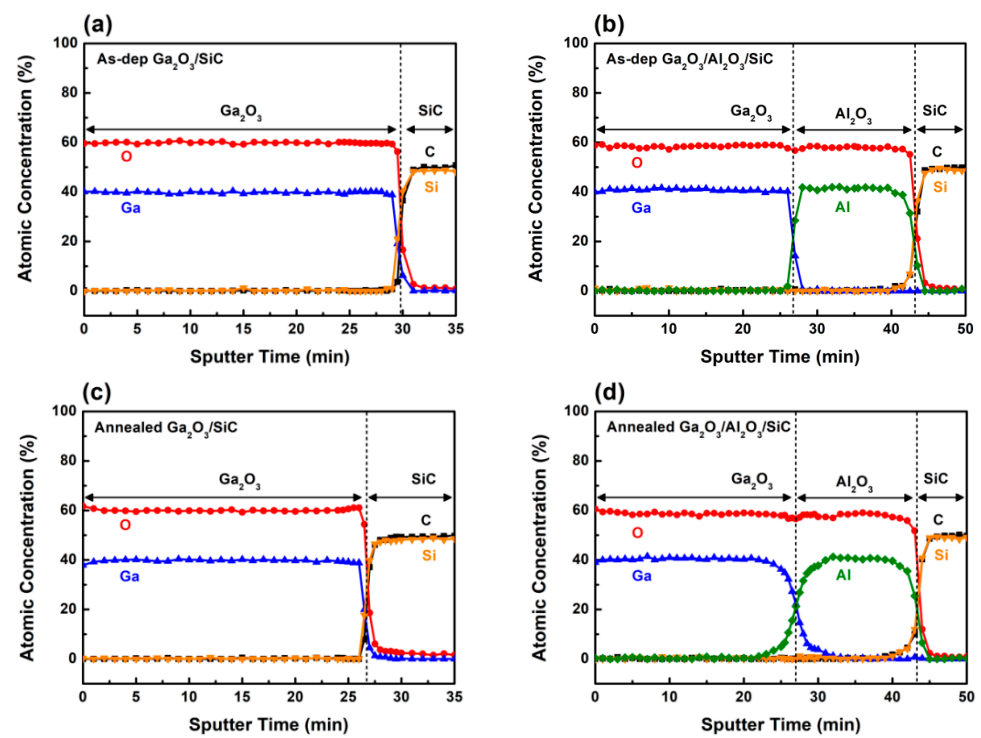 (a)
As-dep Ga₂O₃/SiC
Ga₂O₃
SiC
O
Ga
C
Si
Atomic Concentration (%)
100
80
60
40
20
0
0 5 10 15 20 25 30 35
Sputter Time (min)
(b)
As-dep Ga₂O₃/Al₂O₃/SiC
Ga₂O₃
Al₂O₃
SiC
O
Ga
Al
C
Si
Atomic Concentration (%)
100
80
60
40
20
0
0 10 20 30 40 50
Sputter Time (min)
(c)
Annealed Ga₂O₃/SiC
Ga₂O₃
SiC
O
Ga
C
Si
Atomic Concentration (%)
100
80
60
40
20
0
0 5 10 15 20 25 30 35
Sputter Time (min)
(d)
Annealed Ga₂O₃/Al₂O₃/SiC
Ga₂O₃
Al₂O₃
SiC
O
Ga
Al
C
Si
Atomic Concentration (%)
100
80
60
40
20
0
0 10 20 30 40 50
Sputter Time (min)